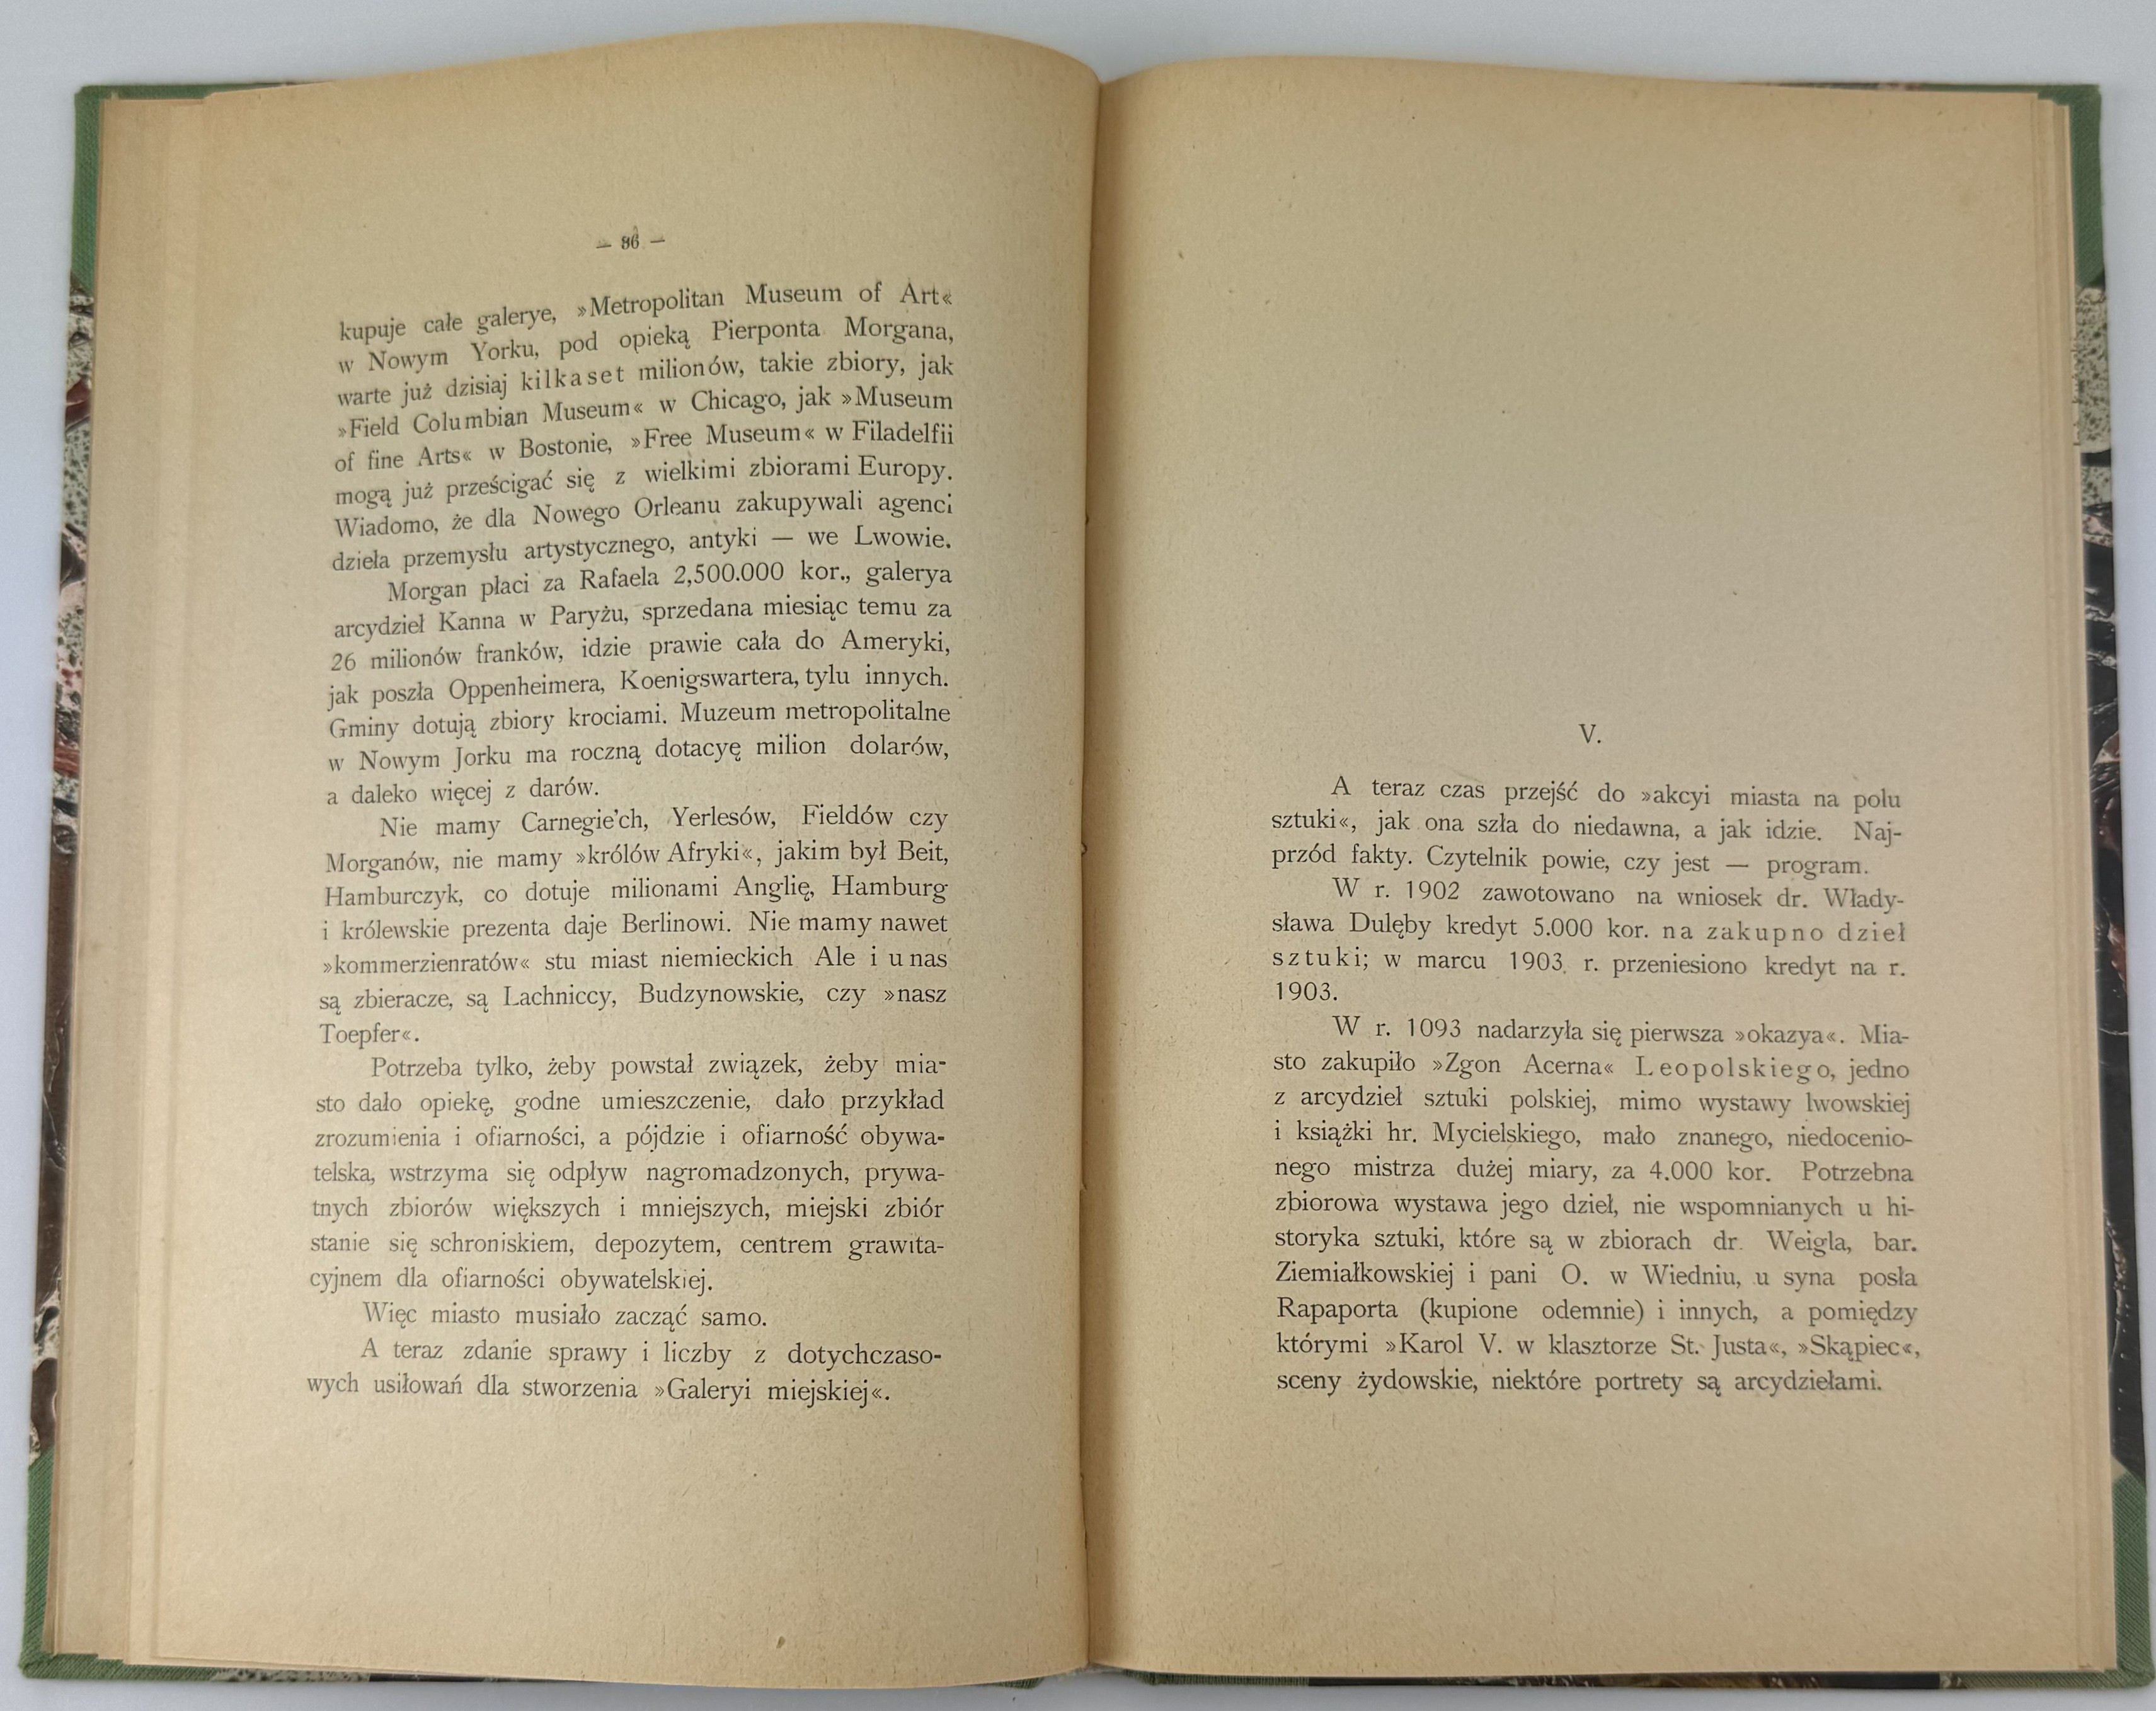 — 86 —
kupuje całe galerye, »Metropolitan Museum of Art«
w Nowym Yorku, pod opieką Pierponta Morgana,
warte już dzisiaj kilkaset milionów, takie zbiory, jak
»Field Columbian Museum« w Chicago, jak »Museum
of fine Arts« w Bostonie, »Free Museum« w Filadelfii
mogą już prześcigać się z wielkimi zbiorami Europy.
Wiadomo, że dla Nowego Orleanu zakupywali agenci
dzieła przemysłu artystycznego, antyki — we Lwowie.
Morgan płaci za Rafaela 2,500.000 kor., galerya
arcydzieł Kanna w Paryżu, sprzedana miesiąc temu za
26 milionów franków, idzie prawie cała do Ameryki,
jak poszła Oppenheimera, Koenigswartera, tylu innych.
Gminy dotują zbiory krociami. Muzeum metropolitalne
w Nowym Jorku ma roczną dotacyę milion dolarów,
a daleko więcej z darów.
Nie mamy Carnegie'ch, Yerlesów, Fieldów czy
Morganów, nie mamy »królów Afryki«, jakim był Beit,
Hamburczyk, co dotuje milionami Anglię, Hamburg
i królewskie prezenta daje Berlinowi. Nie mamy nawet
»kommerzienratów« stu miast niemieckich Ale i u nas
są zbieracze, są Lachniccy, Budzynowskie, czy »nasz
Toepfer«.
Potrzeba tylko, żeby powstał związek, żeby mia-
sto dało opiekę, godne umieszczenie, dało przykład
zrozumienia i ofiarności, a pójdzie i ofiarność obywa-
telska, wstrzyma się odpływ nagromadzonych, prywa-
tnych zbiorów większych i mniejszych, miejski zbiór
stanie się schroniskiem, depozytem, centrem grawita-
cyjnem dla ofiarności obywatelskiej.
Więc miasto musiało zacząć samo.
A teraz zdanie sprawy i liczby z dotychczaso-
wych usiłowań dla stworzenia »Galeryi miejskiej«.
V.
A teraz czas przejść do »akcyi miasta na polu
sztuki«, jak ona szła do niedawna, a jak idzie. Naj-
przód fakty. Czytelnik powie, czy jest — program.
W r. 1902 zawotowano na wniosek dr. Włady-
sława Dulęby kredyt 5.000 kor. na zakupno dzieł
sztuki; w marcu 1903 r. przeniesiono kredyt na r.
1903.
W r. 1093 nadarzyła się pierwsza »okazya«. Mia-
sto zakupiło »Zgon Acerna« Leopolskiego, jedno
z arcydzieł sztuki polskiej, mimo wystawy lwowskiej
i książki hr. Mycielskiego, mało znanego, niedocenio-
nego mistrza dużej miary, za 4.000 kor. Potrzebna
zbiorowa wystawa jego dzieł, nie wspomnianych u hi-
storyka sztuki, które są w zbiorach dr. Weigla, bar.
Ziemiałkowskiej i pani O. w Wiedniu, u syna posła
Rapaporta (kupione odemnie) i innych, a pomiędzy
którymi »Karol V. w klasztorze St. Justa«, »Skąpiec«,
sceny żydowskie, niektóre portrety są arcydziełami.